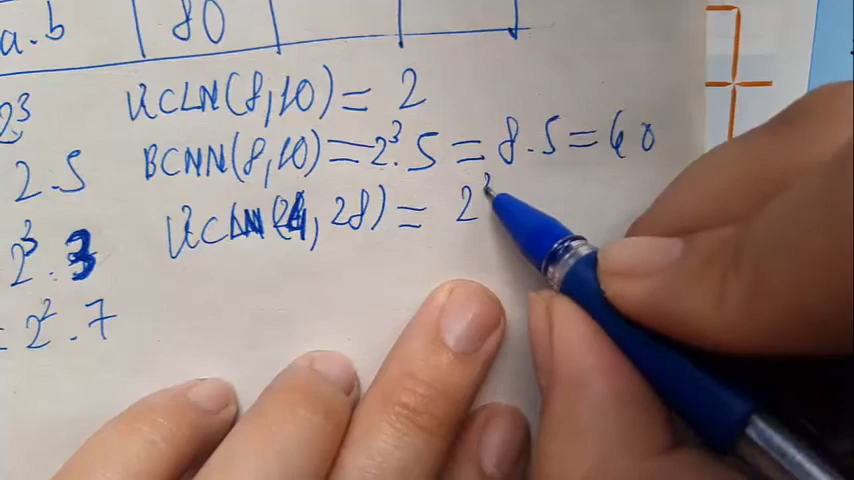 a.b 80
2³ ƯCLN(8,10) = 2
2.5 BCNN(8,10) = 2³.5 = 8.5 = 40
2³.3 ƯCLN(24, 28) = 2²
= 2².7